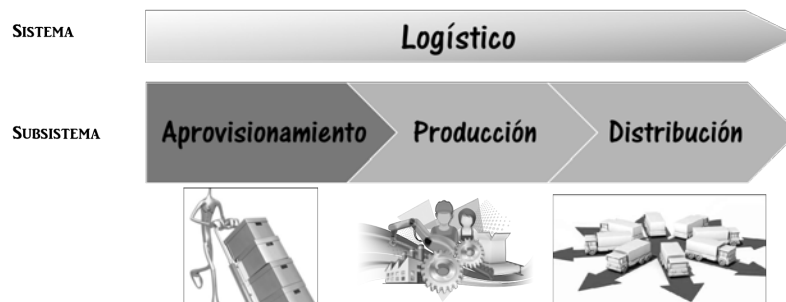 Sistema
Logístico
Subsistema
Aprovisionamiento
Producción
Distribución